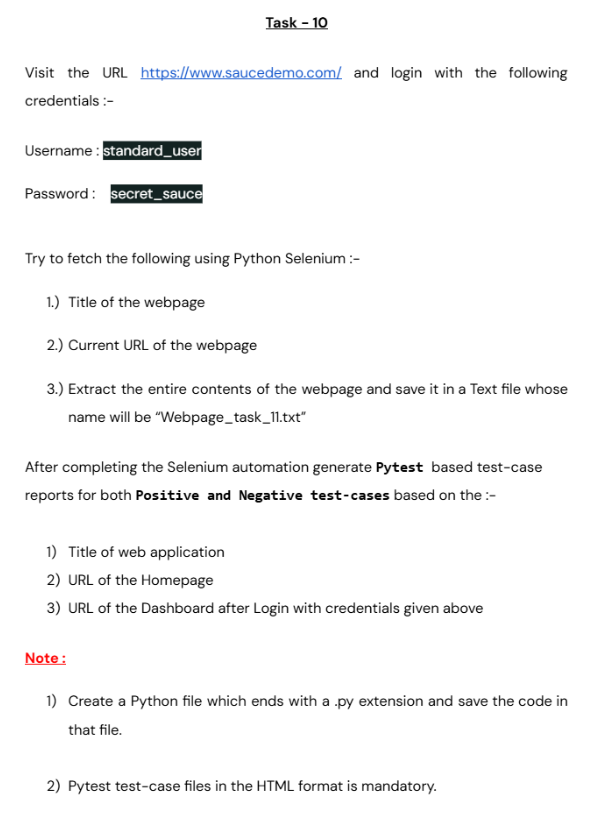 Task - 10
Visit the URL https://www.saucedemo.com/ and login with the following
credentials :-
Username : standard_user
Password : secret_sauce
Try to fetch the following using Python Selenium :-
1.) Title of the webpage
2.) Current URL of the webpage
3.) Extract the entire contents of the webpage and save it in a Text file whose
name will be “Webpage_task_11.txt”
After completing the Selenium automation generate Pytest based test-case
reports for both Positive and Negative test-cases based on the :-
1) Title of web application
2) URL of the Homepage
3) URL of the Dashboard after Login with credentials given above
Note :
1) Create a Python file which ends with a .py extension and save the code in
that file.
2) Pytest test-case files in the HTML format is mandatory.